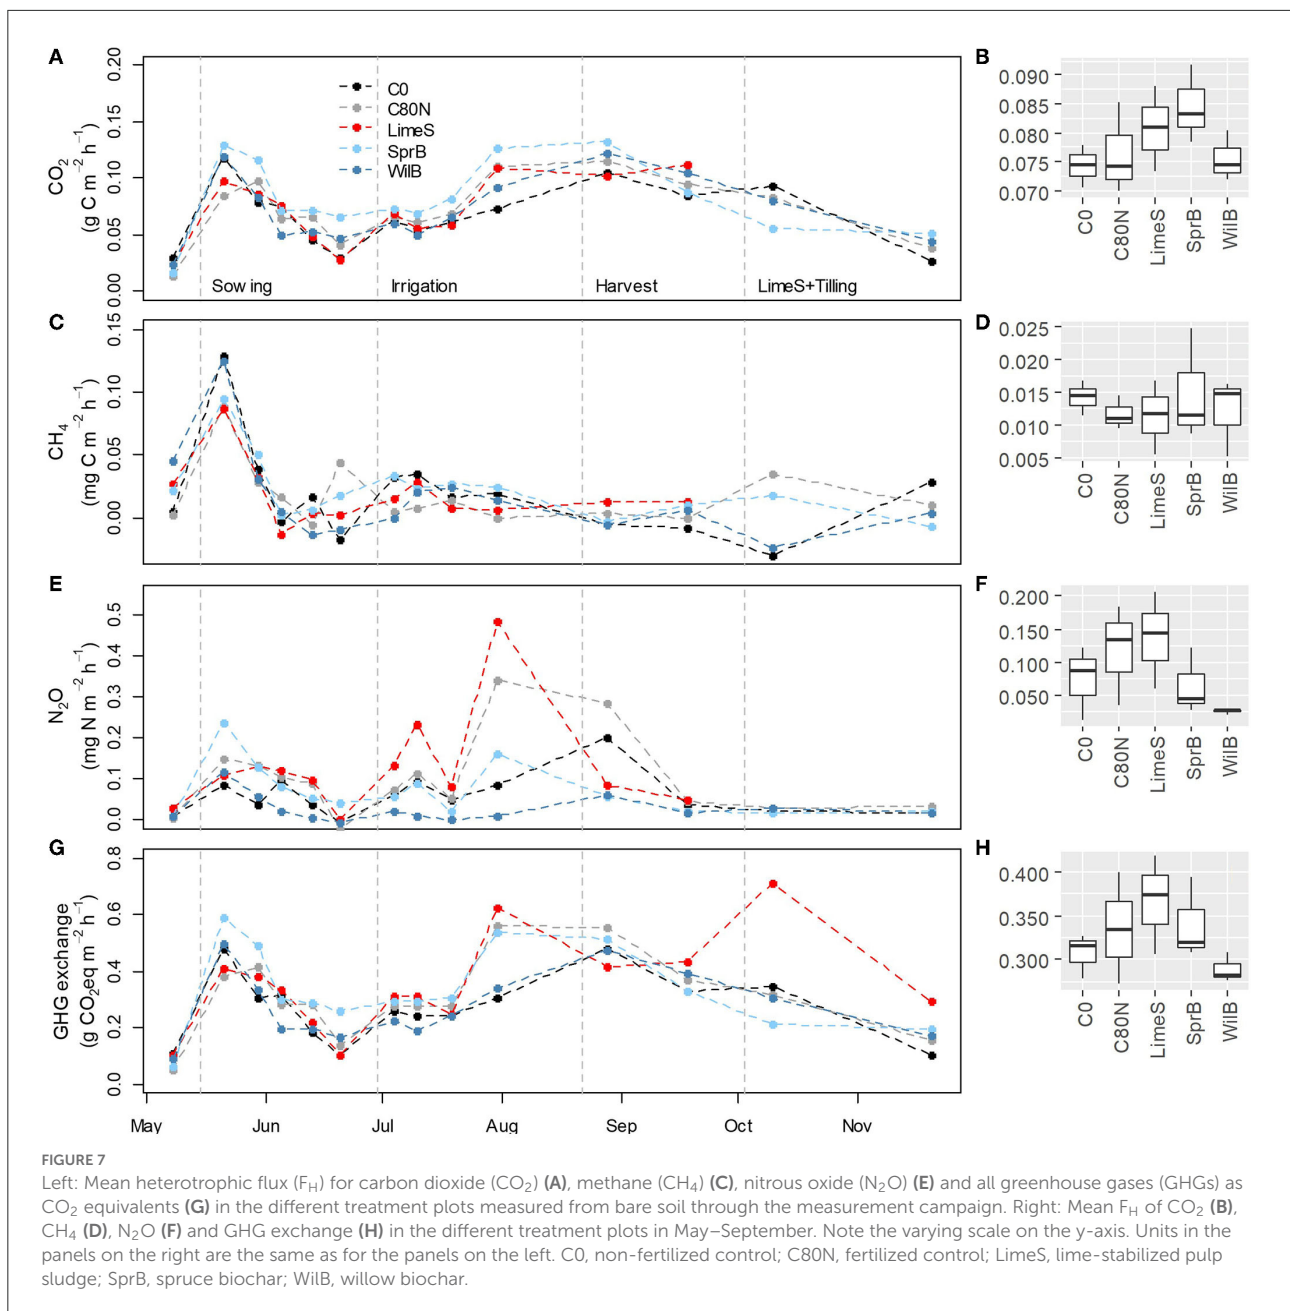 A
0.20
0.15
0.10
0.05
0.00
CO2
(g C m−2 h−1)
C0
C80N
LimeS
SprB
WilB
Sowing
Irrigation
Harvest
LimeS+Tilling
B
0.090
0.085
0.080
0.075
0.070
C0
C80N
LimeS
SprB
WilB
C
0.15
0.10
0.05
0.00
CH4
(mg C m−2 h−1)
D
0.025
0.020
0.015
0.010
0.005
C0
C80N
LimeS
SprB
WilB
E
0.5
0.4
0.3
0.2
0.1
0.0
N2O
(mg N m−2 h−1)
F
0.200
0.150
0.100
0.050
C0
C80N
LimeS
SprB
WilB
G
0.8
0.6
0.4
0.2
0.0
GHG exchange
(g CO2eq m−2 h−1)
May
Jun
Jul
Aug
Sep
Oct
Nov
H
0.400
0.350
0.300
C0
C80N
LimeS
SprB
WilB
FIGURE 7
Left: Mean heterotrophic flux (FH) for carbon dioxide (CO2) (A), methane (CH4) (C), nitrous oxide (N2O) (E) and all greenhouse gases (GHGs) as
CO2 equivalents (G) in the different treatment plots measured from bare soil through the measurement campaign. Right: Mean FH of CO2 (B),
CH4 (D), N2O (F) and GHG exchange (H) in the different treatment plots in May–September. Note the varying scale on the y-axis. Units in the
panels on the right are the same as for the panels on the left. C0, non-fertilized control; C80N, fertilized control; LimeS, lime-stabilized pulp
sludge; SprB, spruce biochar; WilB, willow biochar.